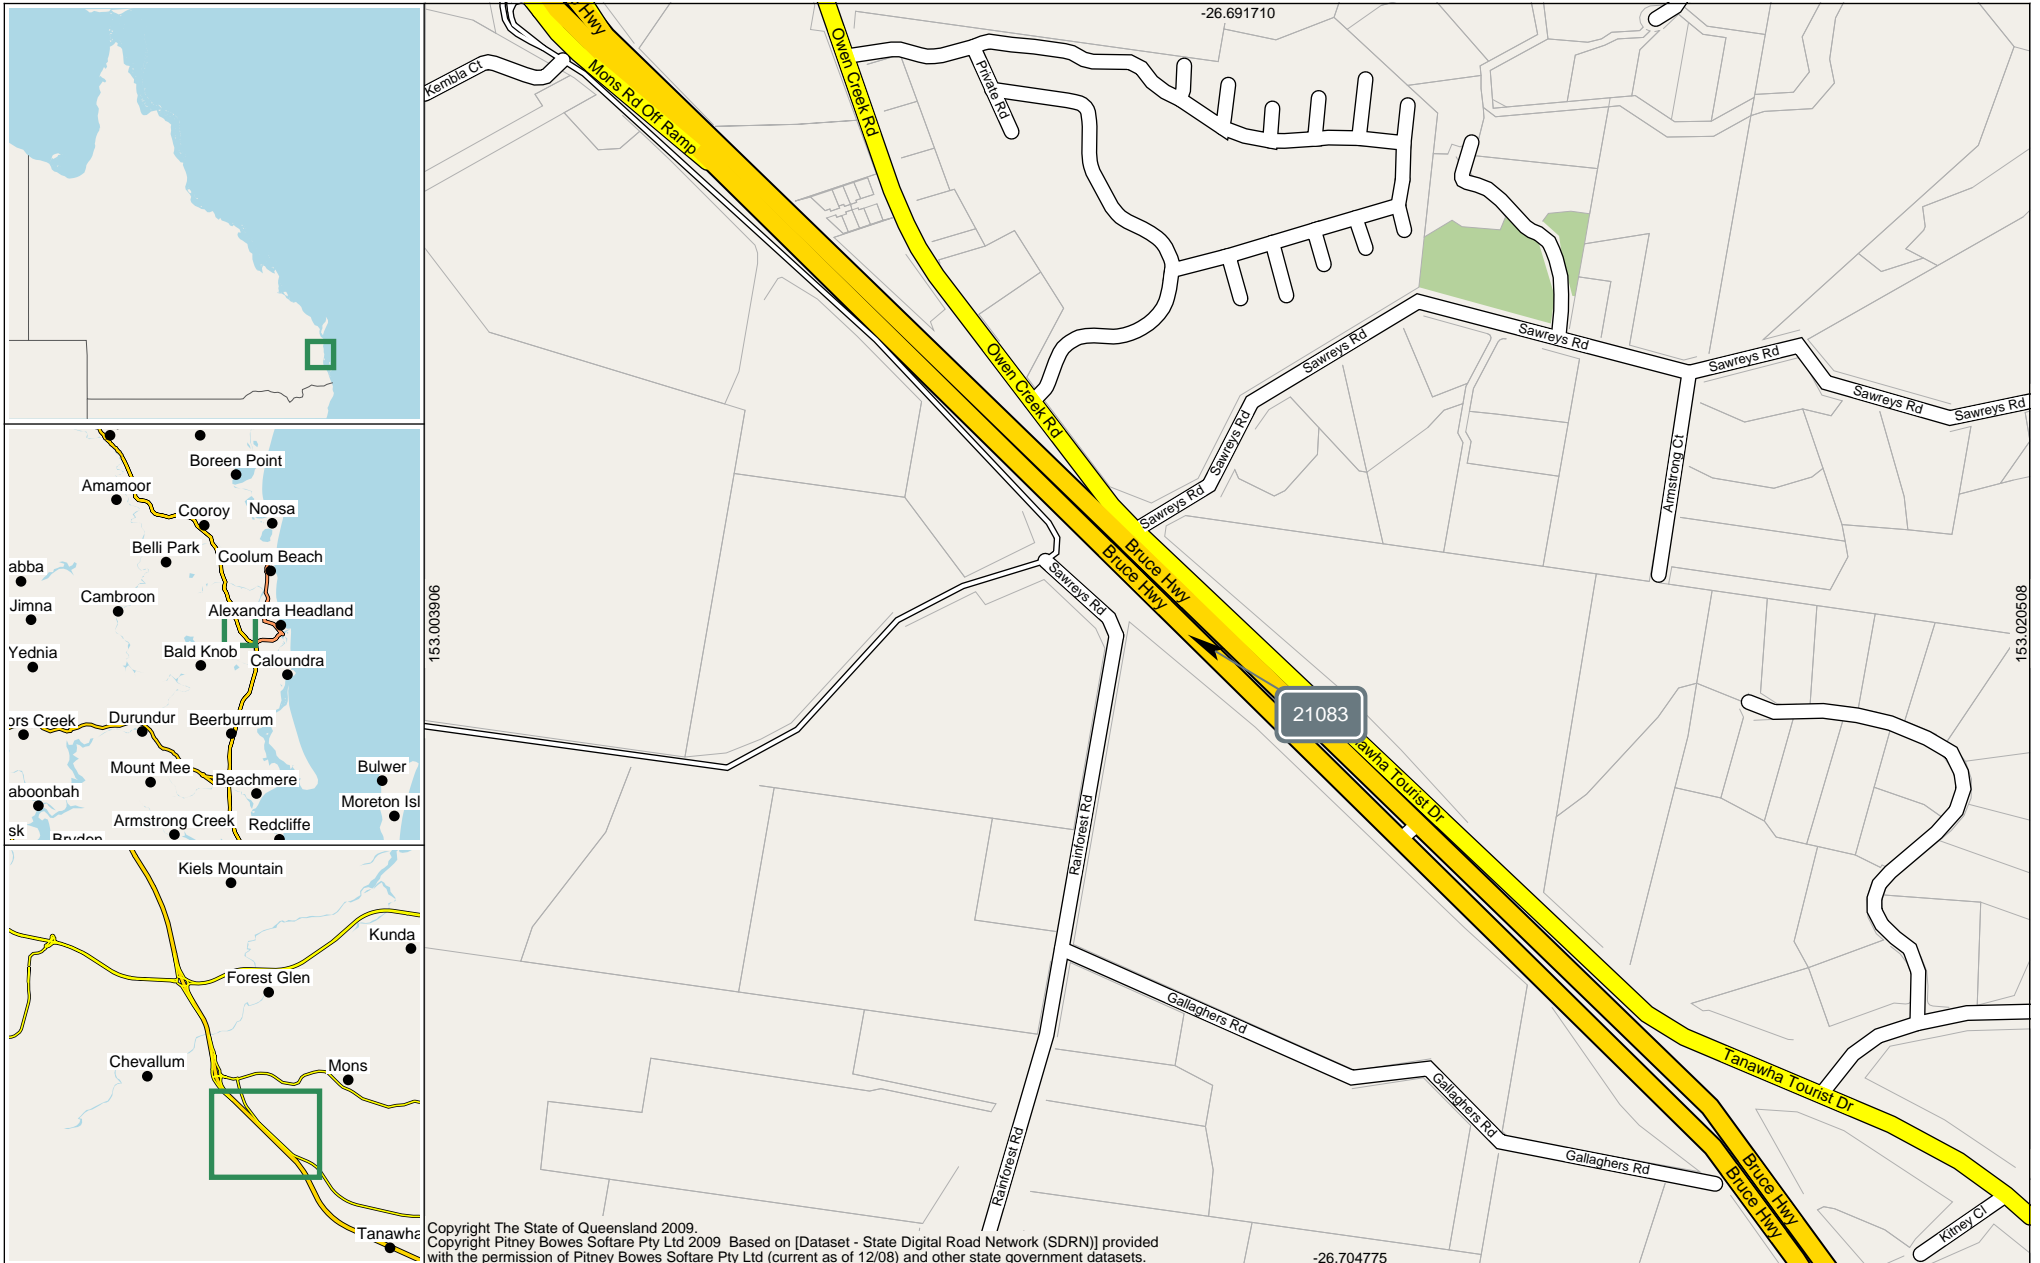 Boreen Point
Amamoor
Cooroy
Noosa
Belli Park
Coolum Beach
abba
Cambroon
Jimna
Alexandra Headland
Yednia
Bald Knob
Caloundra
ors Creek
Durundur
Beerburrum
Mount Mee
Beachmere
Bulwer
aboonbah
Moreton Isl
sk
Armstrong Creek
Redcliffe
Brydon
Kiels Mountain
Kunda
Forest Glen
Chevallum
Mons
Tanawha
-26.691710
Hwy
Kembla Ct
Mons Rd Off Ramp
Owen Creek Rd
Private Rd
Owen Creek Rd
Sawreys Rd
Sawreys Rd
Sawreys Rd
Sawreys Rd
Sawreys Rd
Sawreys Rd
Sawreys Rd
Armstrong Ct
Bruce Hwy
Bruce Hwy
Sawreys Rd
153.003906
153.020508
21083
awha Tourist Dr
Rainforest Rd
Gallaghers Rd
Gallaghers Rd
Gallaghers Rd
Rainforest Rd
Tanawha Tourist Dr
Bruce Hwy
Bruce Hwy
Kitney Cl
-26.704775
Copyright The State of Queensland 2009.
Copyright Pitney Bowes Softare Pty Ltd 2009  Based on [Dataset - State Digital Road Network (SDRN)] provided
with the permission of Pitney Bowes Softare Pty Ltd (current as of 12/08) and other state government datasets.